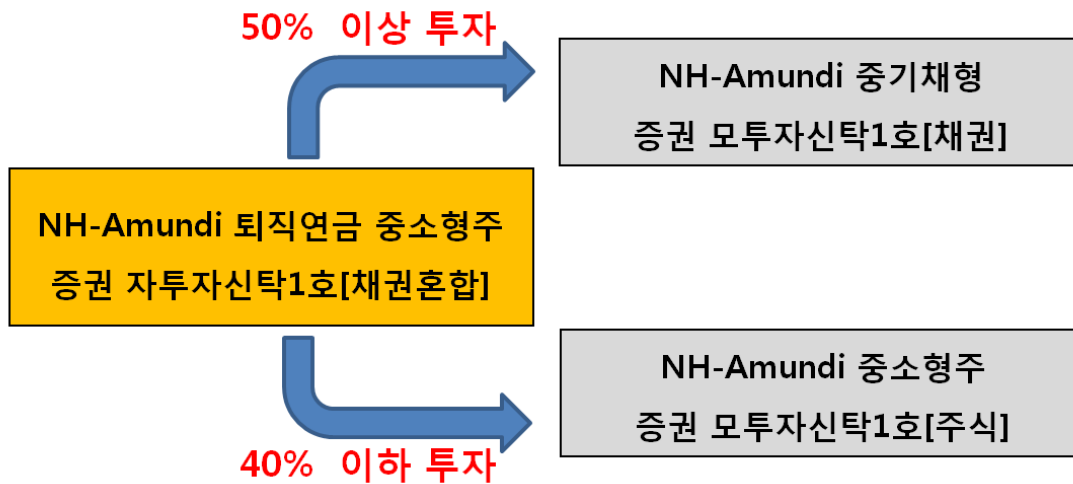 50% 이상 투자
NH-Amundi 중기채형
증권 모투자신탁1호[채권]
NH-Amundi 퇴직연금 중소형주
증권 자투자신탁1호[채권혼합]
NH-Amundi 중소형주
증권 모투자신탁1호[주식]
40% 이하 투자